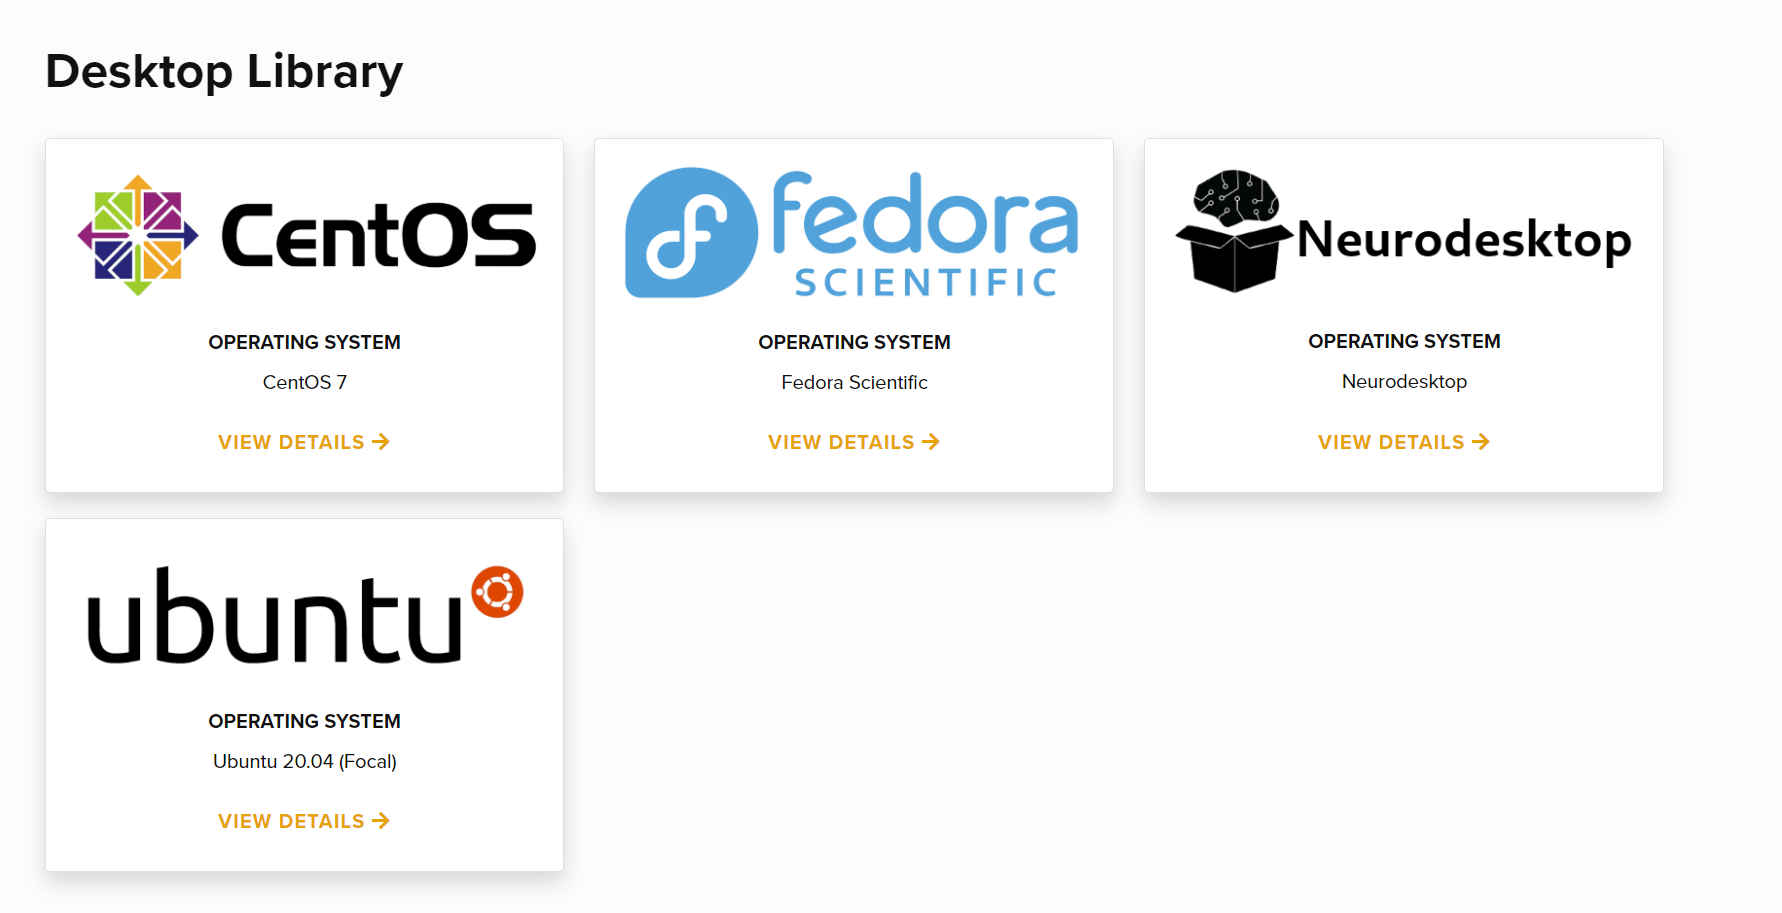 Desktop Library
CentOS
OPERATING SYSTEM
CentOS 7
VIEW DETAILS →
fedora
SCIENTIFIC
OPERATING SYSTEM
Fedora Scientific
VIEW DETAILS →
Neurodesktop
OPERATING SYSTEM
Neurodesktop
VIEW DETAILS →
ubuntu
OPERATING SYSTEM
Ubuntu 20.04 (Focal)
VIEW DETAILS →